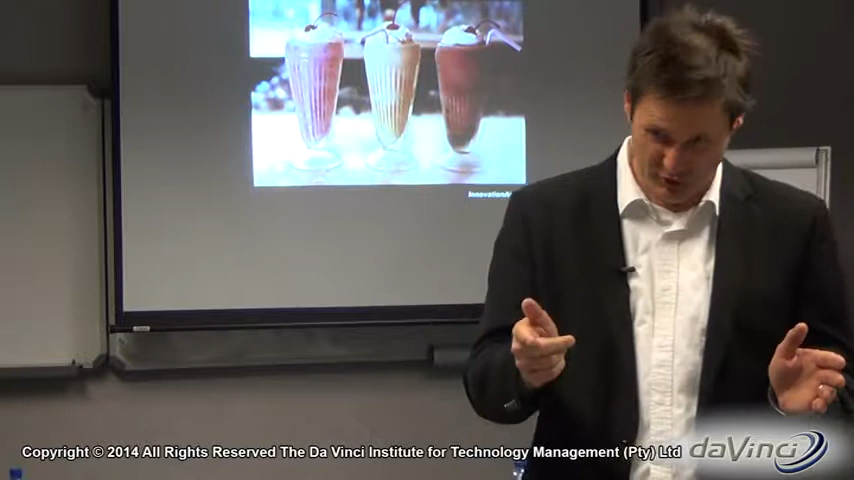 Copyright © 2014 All Rights Reserved The Da Vinci Institute for Technology Management (Pty) Ltd
daVinci